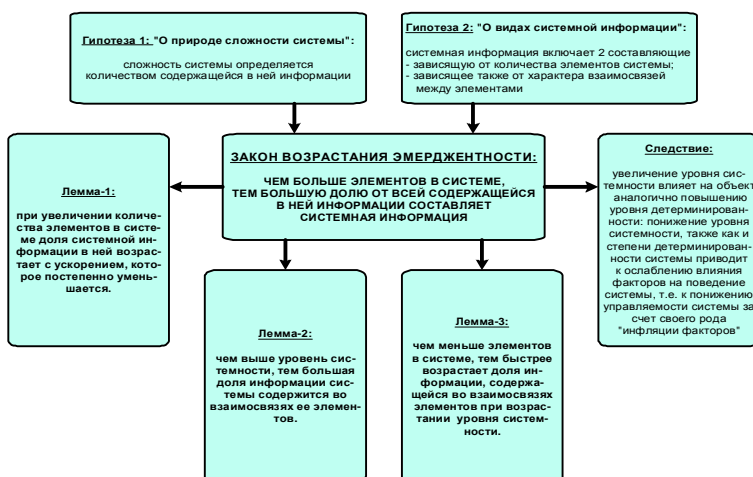 Гипотеза 1: "О природе сложности системы":
сложность системы определяется
количеством содержащейся в ней информации
Гипотеза 2: "О видах системной информации":
системная информация включает 2 составляющие
- зависящую от количества элементов системы;
- зависящее также от характера взаимосвязей
между элементами
ЗАКОН ВОЗРАСТАНИЯ ЭМЕРДЖЕНТНОСТИ:
ЧЕМ БОЛЬШЕ ЭЛЕМЕНТОВ В СИСТЕМЕ,
ТЕМ БОЛЬШУЮ ДОЛЮ ОТ ВСЕЙ СОДЕРЖАЩЕЙСЯ
В НЕЙ ИНФОРМАЦИИ СОСТАВЛЯЕТ
СИСТЕМНАЯ ИНФОРМАЦИЯ
Лемма-1:
при увеличении количе-
ства элементов в систе-
ме доля системной ин-
формации в ней возрас-
тает с ускорением, кото-
рое постепенно умень-
шается.
Следствие:
увеличение уровня сис-
темности влияет на объект
аналогично повышению
уровня детерминирован-
ности: понижение уровня
системности, также как и
степени детерминирован-
ности системы приводит
к ослаблению влияния
факторов на поведение
системы, т.е. к понижению
управляемости системы за
счет своего рода
"инфляции факторов"
Лемма-2:
чем выше уровень сис-
темности, тем большая
доля информации сис-
темы содержится во
взаимосвязях ее элемен-
тов.
Лемма-3:
чем меньше элементов
в системе, тем быстрее
возрастает доля ин-
формации, содержа-
щейся во взаимосвязях
элементов при возрас-
тании уровня систем-
ности.